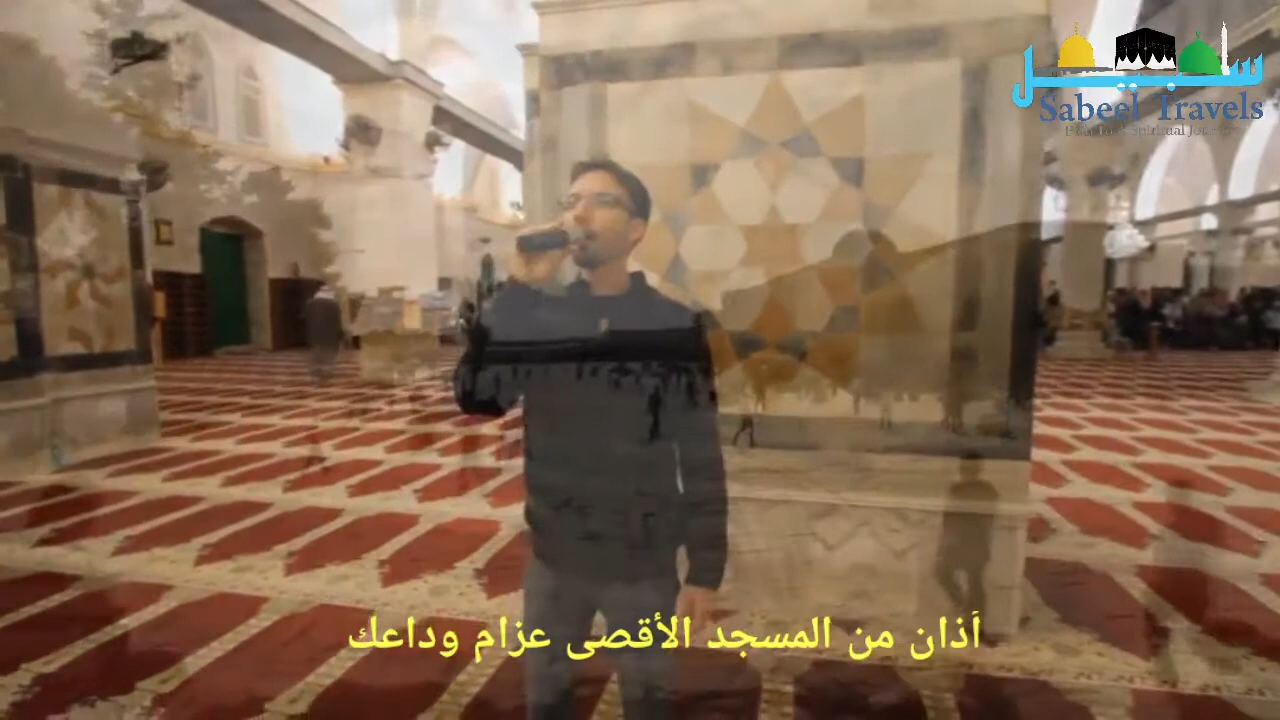 سبيل
Sabeel Travels
أذان من المسجد الأقصى عزام وداعك